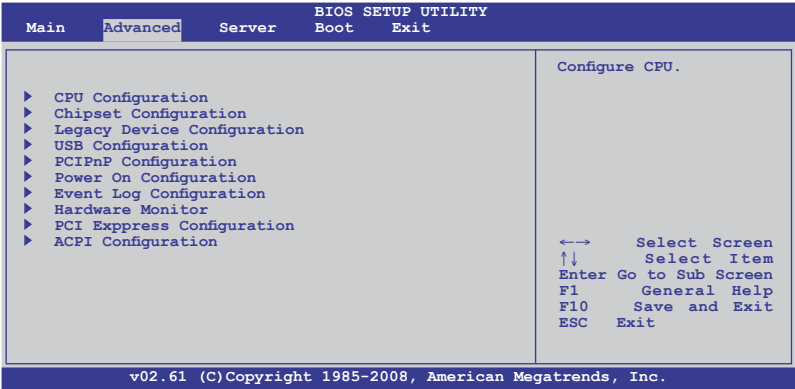 BIOS SETUP UTILITY
Main Advanced Server Boot Exit
CPU Configuration
Chipset Configuration
Legacy Device Configuration
USB Configuration
PCIPnP Configuration
Power On Configuration
Event Log Configuration
Hardware Monitor
PCI Exppress Configuration
ACPI Configuration
Configure CPU.
←→ Select Screen
↑↓ Select Item
Enter Go to Sub Screen
F1 General Help
F10 Save and Exit
ESC Exit
v02.61 (C)Copyright 1985-2008, American Megatrends, Inc.